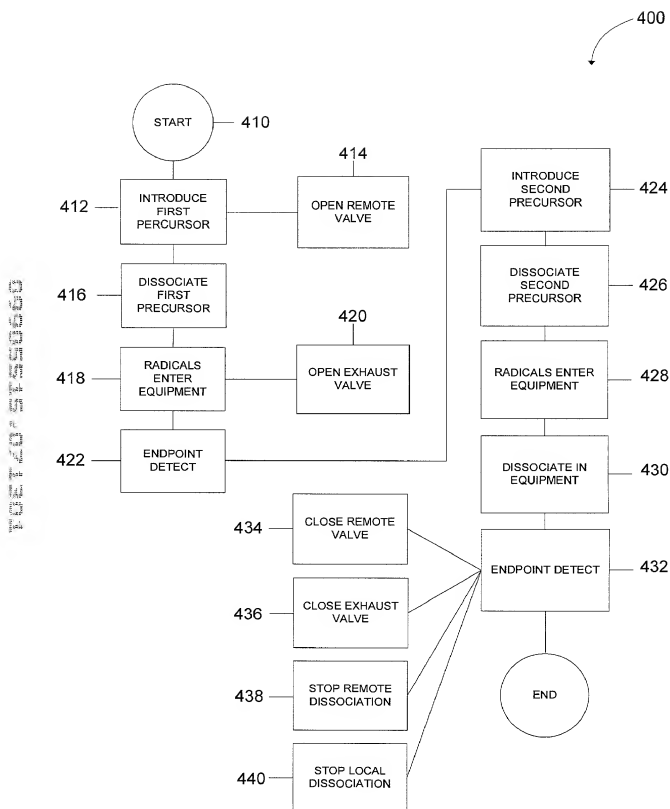 400
START
410
412
INTRODUCE
FIRST
PERCURSOR
414
OPEN REMOTE
VALVE
416
DISSOCIATE
FIRST
PRECURSOR
418
RADICALS
ENTER
EQUIPMENT
420
OPEN EXHAUST
VALVE
422
ENDPOINT
DETECT
INTRODUCE
SECOND
PRECURSOR
424
DISSOCIATE
SECOND
PRECURSOR
426
RADICALS ENTER
EQUIPMENT
428
DISSOCIATE IN
EQUIPMENT
430
ENDPOINT DETECT
432
434
CLOSE REMOTE
VALVE
436
CLOSE EXHAUST
VALVE
438
STOP REMOTE
DISSOCIATION
440
STOP LOCAL
DISSOCIATION
END